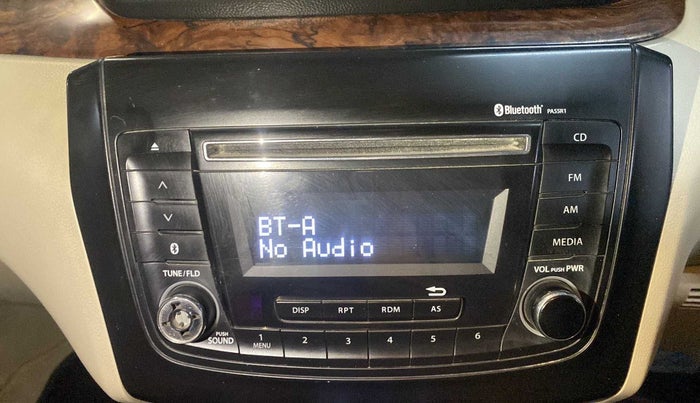 Bluetooth PASSR1
CD
FM
AM
MEDIA
BT-A
No Audio
TUNE/FLD
VOL PUSH PWR
DISP RPT RDM AS
PUSH
SOUND
1 2 3 4 5 6
MENU